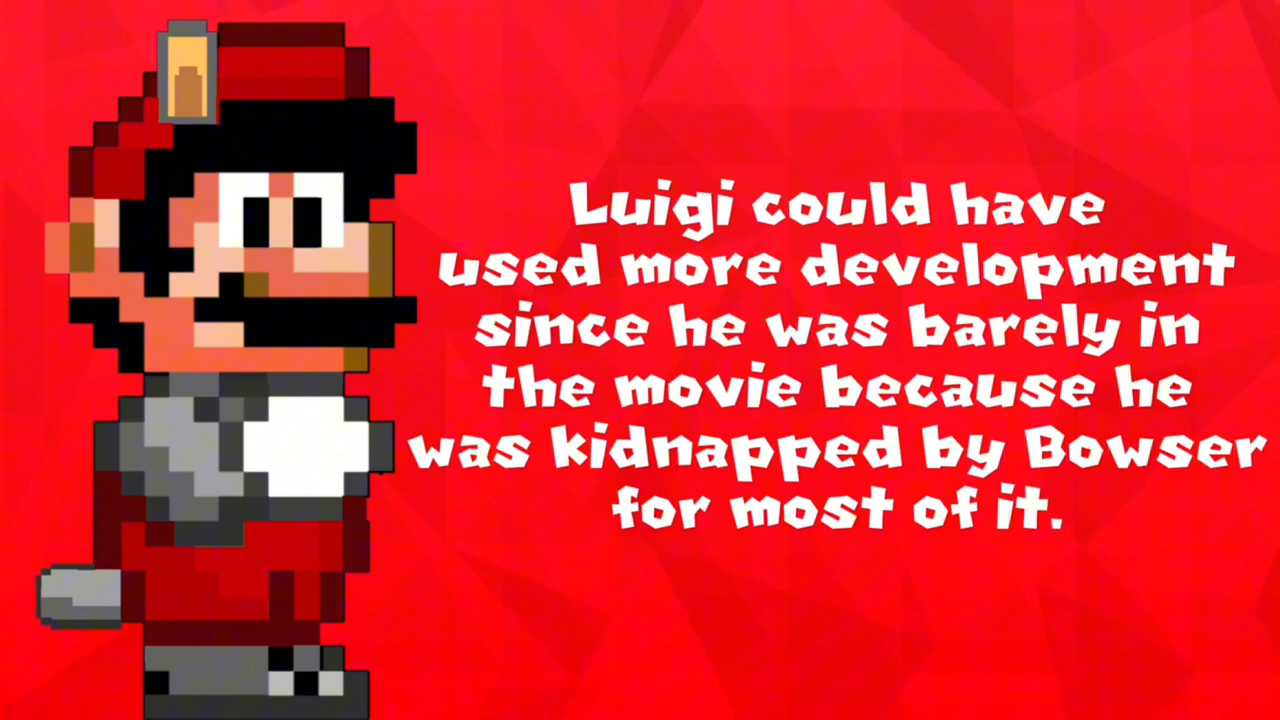 Luigi could have
used more development
since he was barely in
the movie because he
was kidnapped by Bowser
for most of it.